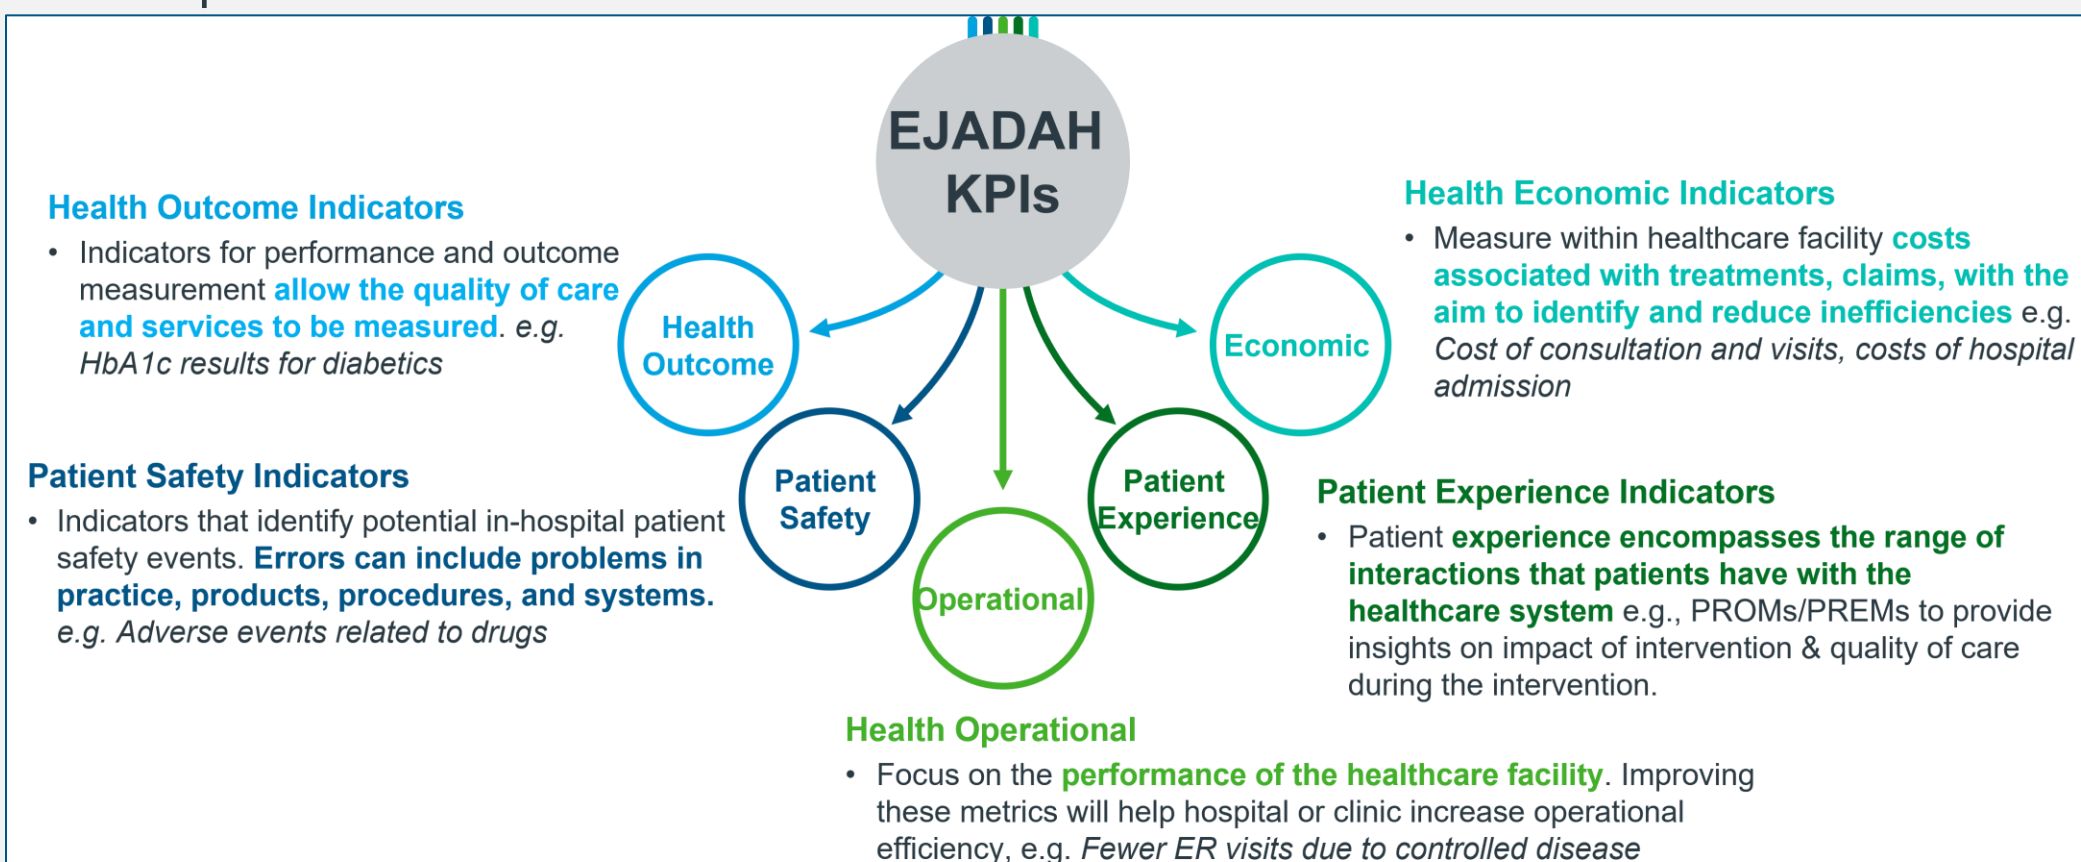 EJADAH
KPIs
Health Outcome Indicators
• Indicators for performance and outcome
measurement allow the quality of care
and services to be measured. e.g.
HbA1c results for diabetics
Health
Outcome
Patient Safety Indicators
• Indicators that identify potential in-hospital patient
safety events. Errors can include problems in
practice, products, procedures, and systems.
e.g. Adverse events related to drugs
Patient
Safety
Operational
Health Operational
• Focus on the performance of the healthcare facility. Improving
these metrics will help hospital or clinic increase operational
efficiency, e.g. Fewer ER visits due to controlled disease
Patient
Experience
Patient Experience Indicators
• Patient experience encompasses the range of
interactions that patients have with the
healthcare system e.g., PROMs/PREMs to provide
insights on impact of intervention & quality of care
during the intervention.
Economic
Health Economic Indicators
• Measure within healthcare facility costs
associated with treatments, claims, with the
aim to identify and reduce inefficiencies e.g.
Cost of consultation and visits, costs of hospital
admission